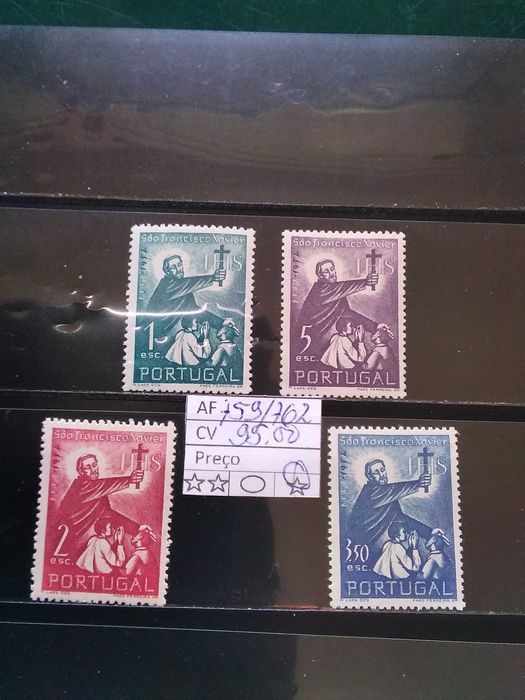 São Francisco Xavier
IHS
1
esc.
PORTUGAL
São Francisco Xavier
IHS
5
esc.
PORTUGAL
AF 759/762
CV 95.00
Preço
São Francisco Xavier
IHS
2
esc.
PORTUGAL
São Francisco Xavier
IHS
3$50
esc.
PORTUGAL